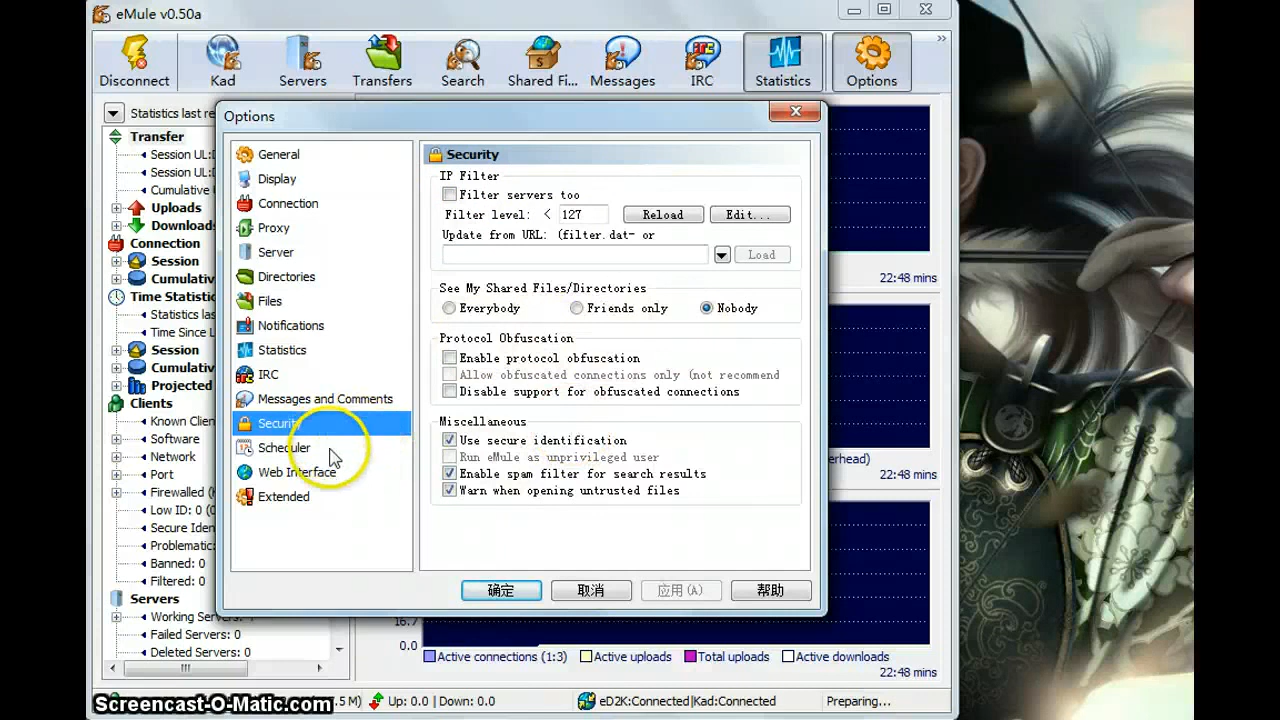 eMule v0.50a
Disconnect
Kad
Servers
Transfers
Search
Shared Fi...
Messages
IRC
Statistics
Options
»
Statistics last re
Transfer
Session UL:D
Session UL:D
Cumulative
Uploads
Downloads
Connection
Session
Cumulativ
Time Statistic
Statistics las
Time Since L
Session
Cumulativ
Projected
Clients
Known Clien
Software
Network
Port
Firewalled (K
Low ID: 0 (0
Secure Iden
Problematic
Banned: 0
Filtered: 0
Servers
Working Serve
Failed Servers: 0
Deleted Servers: 0
Options
General
Display
Connection
Proxy
Server
Directories
Files
Notifications
Statistics
IRC
Messages and Comments
Security
Scheduler
Web Interface
Extended
Security
IP Filter
Filter servers too
Filter level: < 127
Reload
Edit...
Update from URL: (filter.dat- or
Load
See My Shared Files/Directories
Everybody
Friends only
Nobody
Protocol Obfuscation
Enable protocol obfuscation
Allow obfuscated connections only (not recommend
Disable support for obfuscated connections
Miscellaneous
Use secure identification
Run eMule as unprivileged user
Enable spam filter for search results
Warn when opening untrusted files
确定
取消
应用(A)
帮助
22:48 mins
erhead)
22:48 mins
16.7
0.0
Active connections (1:3)
Active uploads
Total uploads
Active downloads
22:48 mins
.5 M)
Up: 0.0 | Down: 0.0
eD2K:Connected|Kad:Connected
Preparing...
Screencast-O-Matic.com